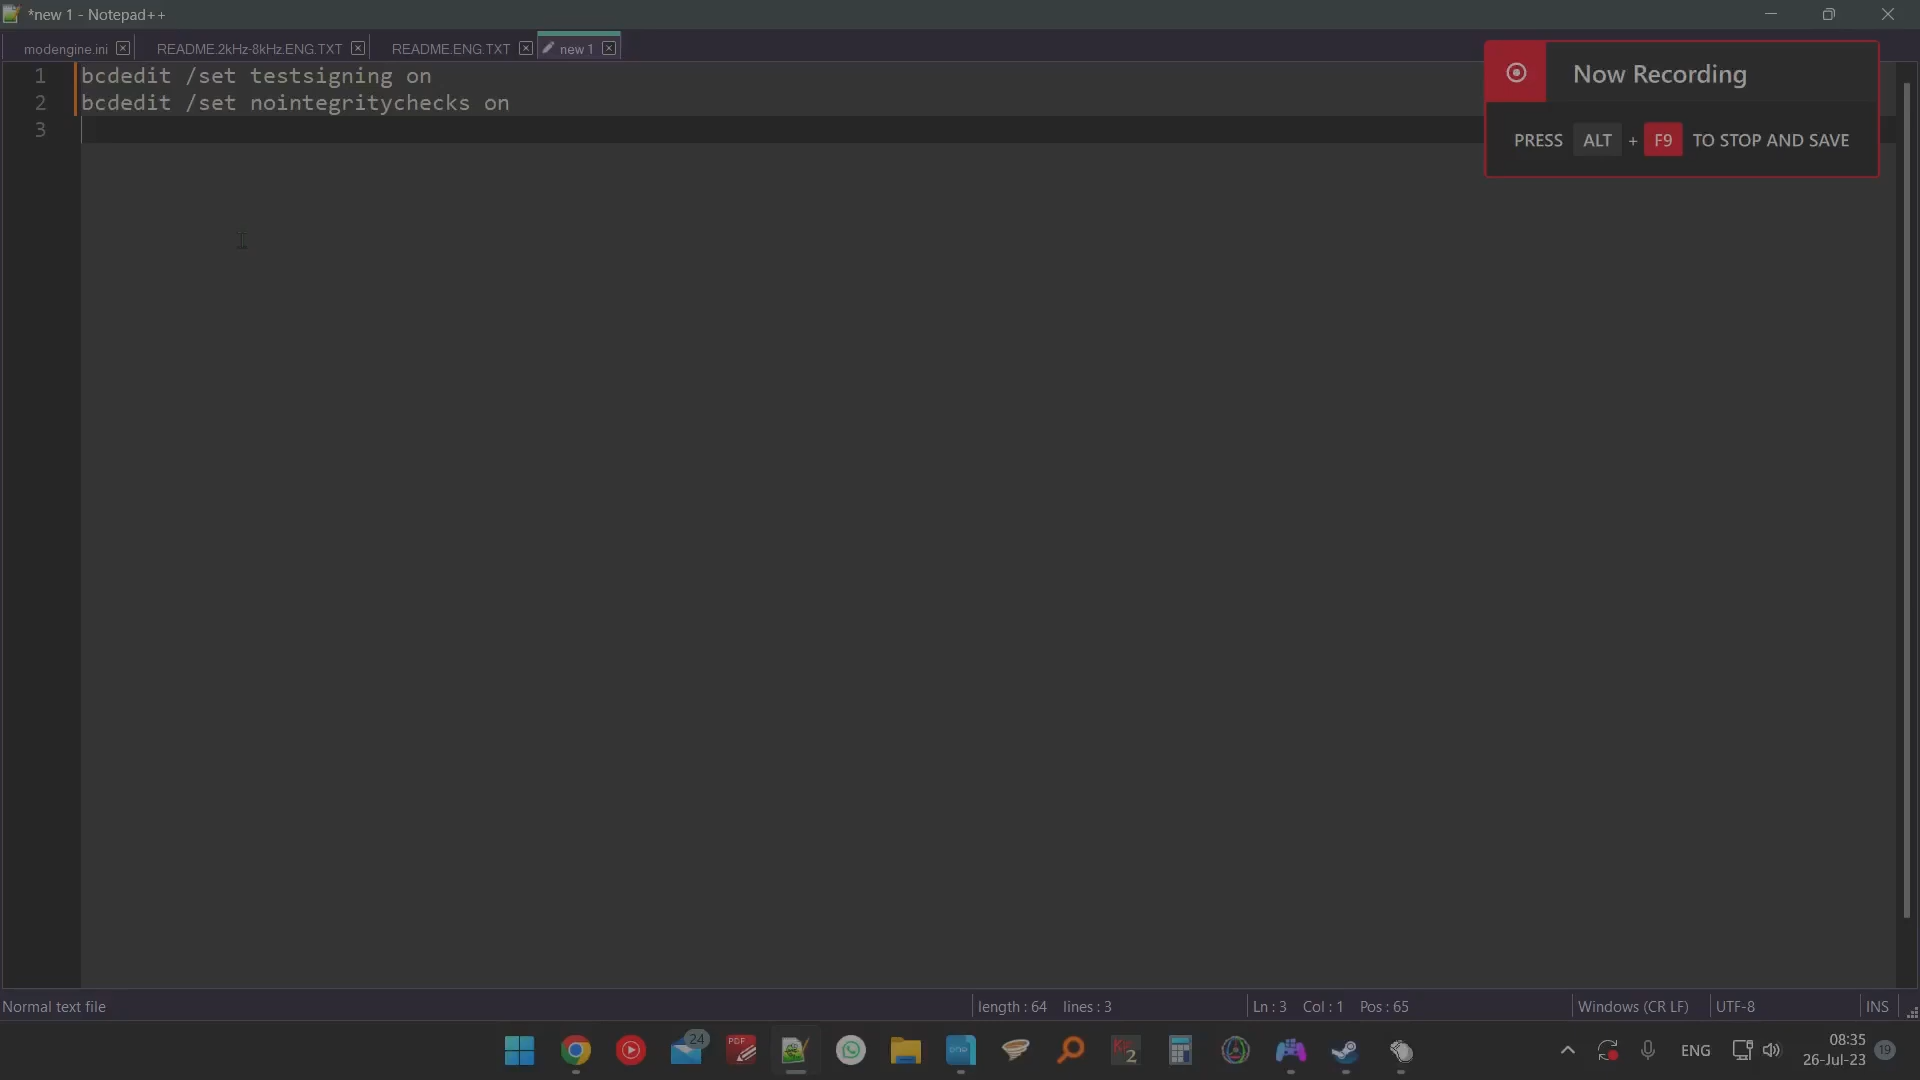 *new 1 - Notepad++
modengine.ini README.2kHz-8kHz.ENG.TXT README.ENG.TXT new 1
1 bcdedit /set testsigning on
2 bcdedit /set nointegritychecks on
3
Now Recording
PRESS ALT + F9 TO STOP AND SAVE
Normal text file length : 64 lines : 3 Ln : 3 Col : 1 Pos : 65 Windows (CR LF) UTF-8 INS
24
PDF
2
ENG
08:35
26-Jul-23
19